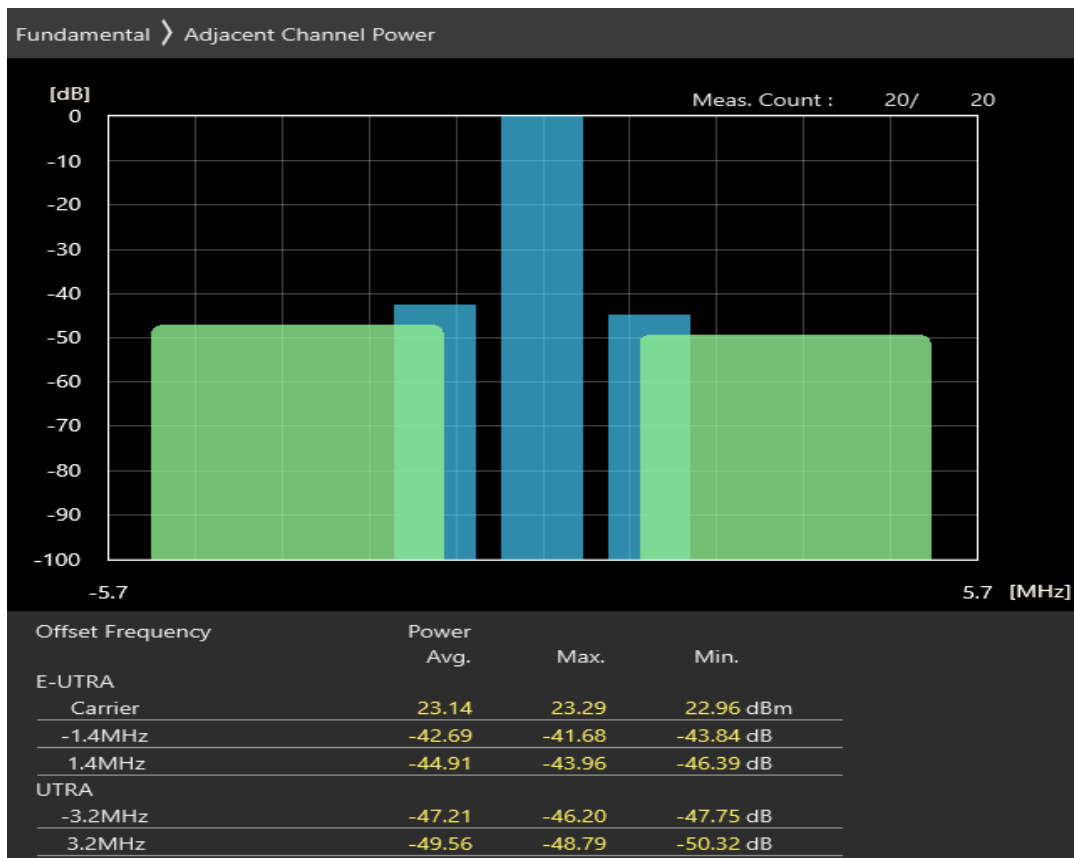 Fundamental 〉 Adjacent Channel Power
[dB]
Meas. Count : 20/ 20
0
-10
-20
-30
-40
-50
-60
-70
-80
-90
-100
-5.7 5.7 [MHz]
Offset Frequency Power
Avg. Max. Min.
E-UTRA
Carrier 23.14 23.29 22.96 dBm
-1.4MHz -42.69 -41.68 -43.84 dB
1.4MHz -44.91 -43.96 -46.39 dB
UTRA
-3.2MHz -47.21 -46.20 -47.75 dB
3.2MHz -49.56 -48.79 -50.32 dB